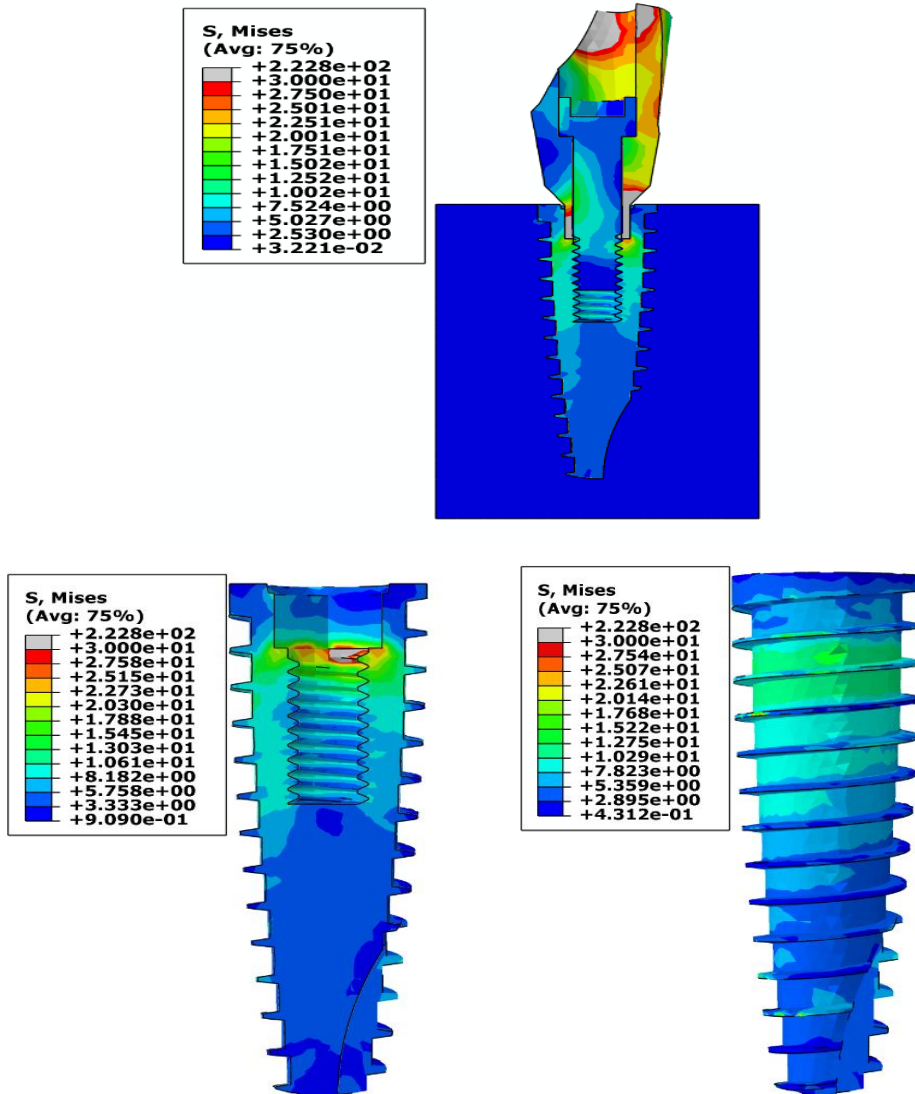 S, Mises
(Avg: 75%)
+2.228e+02
+3.000e+01
+2.750e+01
+2.501e+01
+2.251e+01
+2.001e+01
+1.751e+01
+1.502e+01
+1.252e+01
+1.002e+01
+7.524e+00
+5.027e+00
+2.530e+00
+3.221e-02
S, Mises
(Avg: 75%)
+2.228e+02
+3.000e+01
+2.758e+01
+2.515e+01
+2.273e+01
+2.030e+01
+1.788e+01
+1.545e+01
+1.303e+01
+1.061e+01
+8.182e+00
+5.758e+00
+3.333e+00
+9.090e-01
S, Mises
(Avg: 75%)
+2.228e+02
+3.000e+01
+2.754e+01
+2.507e+01
+2.261e+01
+2.014e+01
+1.768e+01
+1.522e+01
+1.275e+01
+1.029e+01
+7.823e+00
+5.359e+00
+2.895e+00
+4.312e-01